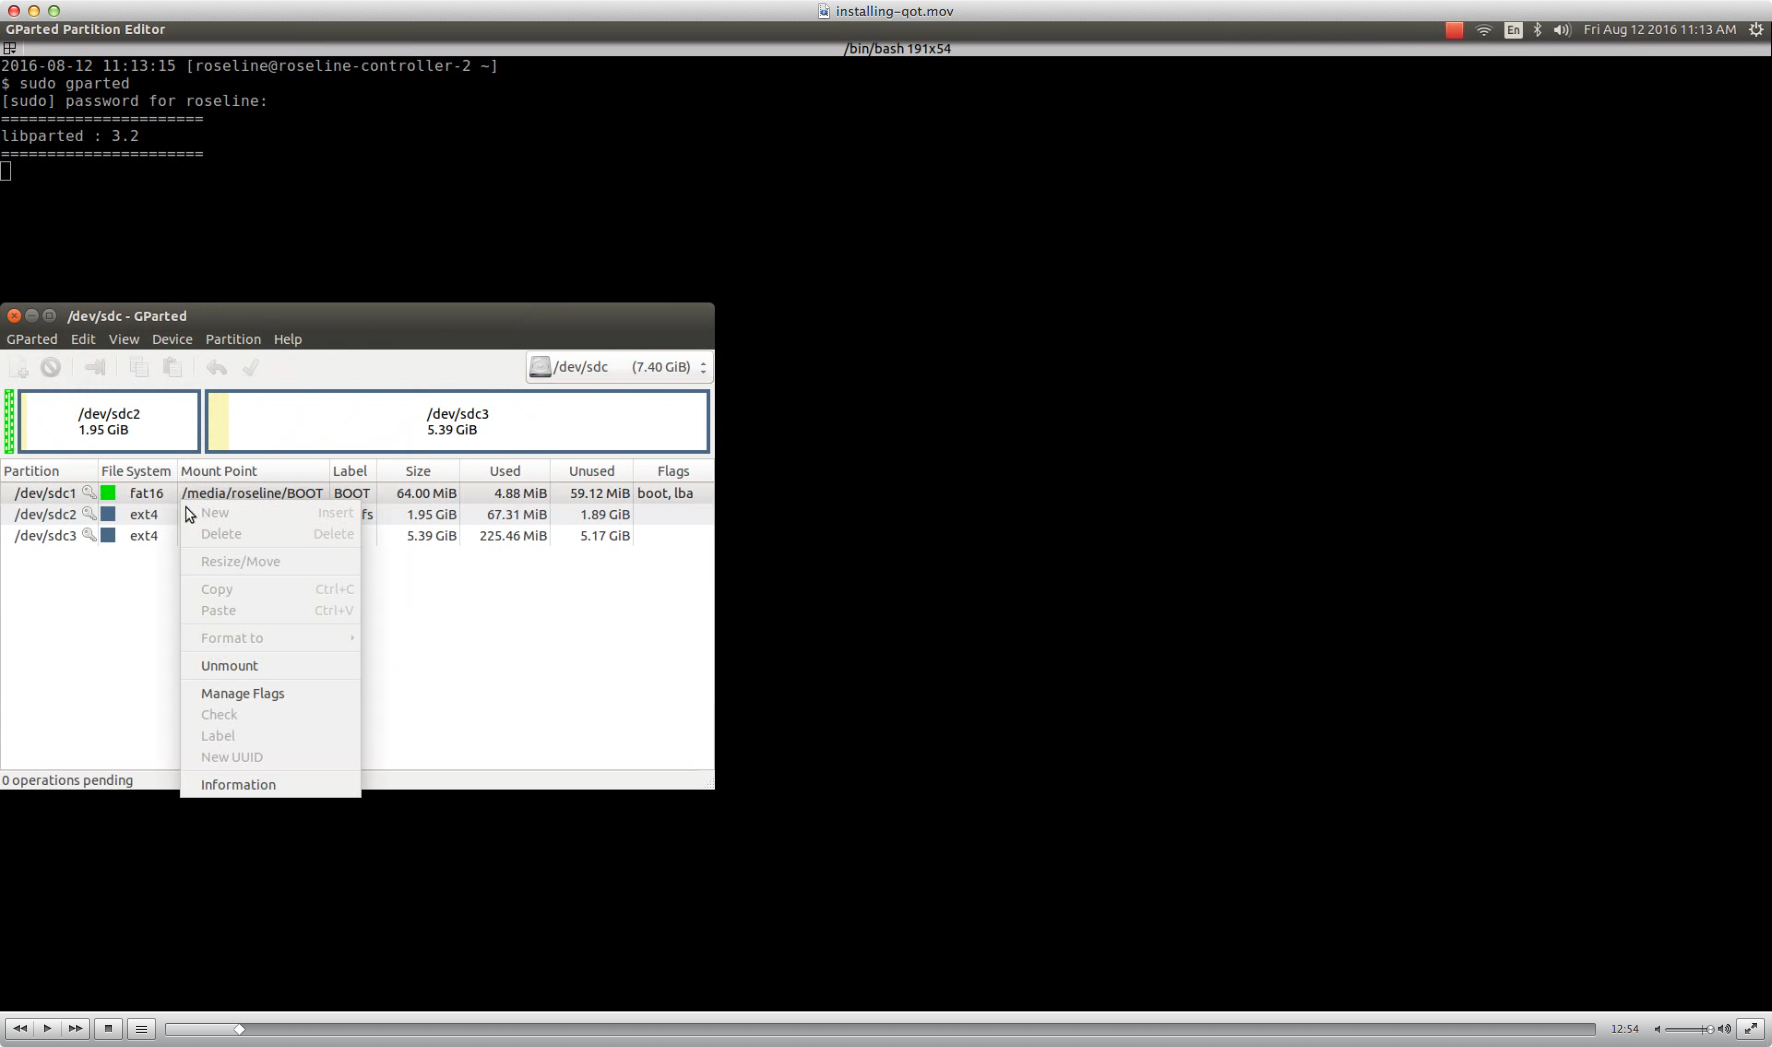 installing-qot.mov
GParted Partition Editor
En
Fri Aug 12 2016 11:13 AM
/bin/bash 191x54
2016-08-12 11:13:15 [roseline@roseline-controller-2 ~]
$ sudo gparted
[sudo] password for roseline:
======================
libparted : 3.2
======================
/dev/sdc - GParted
GParted Edit View Device Partition Help
/dev/sdc (7.40 GiB)
/dev/sdc2
1.95 GiB
/dev/sdc3
5.39 GiB
Partition File System Mount Point Label Size Used Unused Flags
/dev/sdc1 fat16 /media/roseline/BOOT BOOT 64.00 MiB 4.88 MiB 59.12 MiB boot, lba
/dev/sdc2 ext4 fs 1.95 GiB 67.31 MiB 1.89 GiB
/dev/sdc3 ext4 5.39 GiB 225.46 MiB 5.17 GiB
New Insert
Delete Delete
Resize/Move
Copy Ctrl+C
Paste Ctrl+V
Format to
Unmount
Manage Flags
Check
Label
New UUID
Information
0 operations pending
12:54